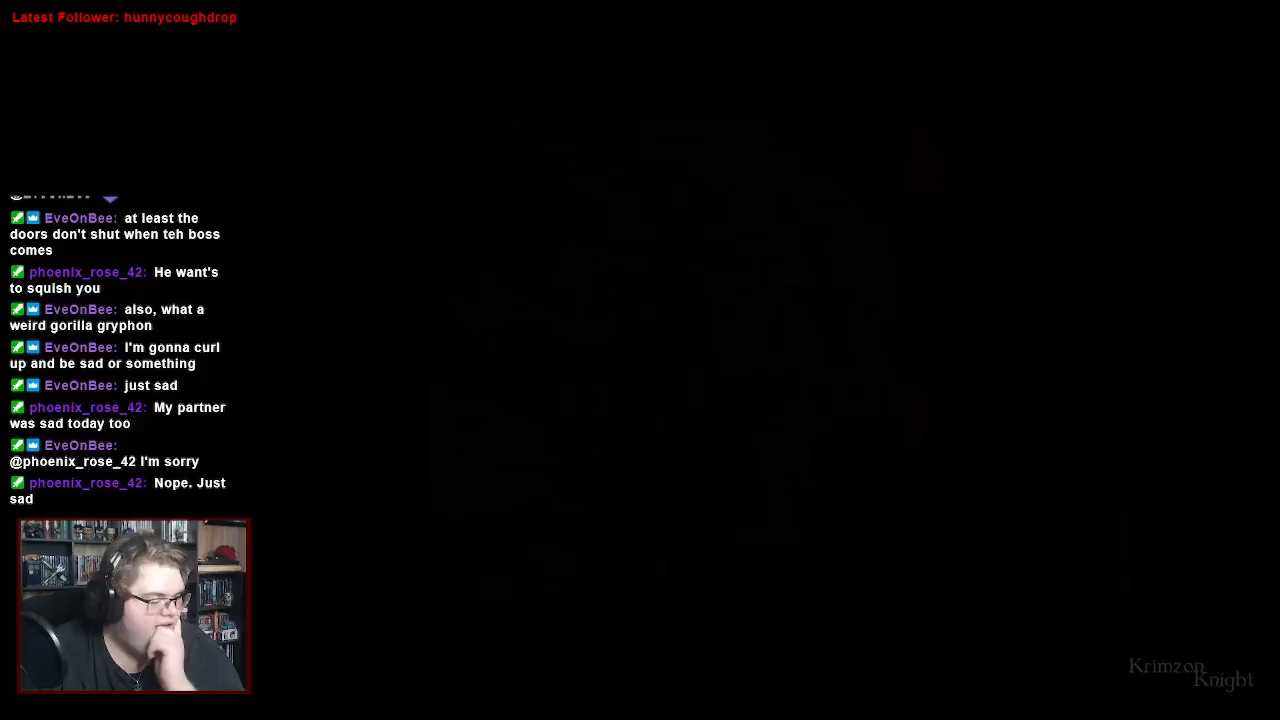 Latest Follower: hunnycoughdrop
EveOnBee: at least the
doors don't shut when teh boss
comes
phoenix_rose_42: He want's
to squish you
EveOnBee: also, what a
weird gorilla gryphon
EveOnBee: I'm gonna curl
up and be sad or something
EveOnBee: just sad
phoenix_rose_42: My partner
was sad today too
EveOnBee:
@phoenix_rose_42 I'm sorry
phoenix_rose_42: Nope. Just
sad
Krimzon
Knight